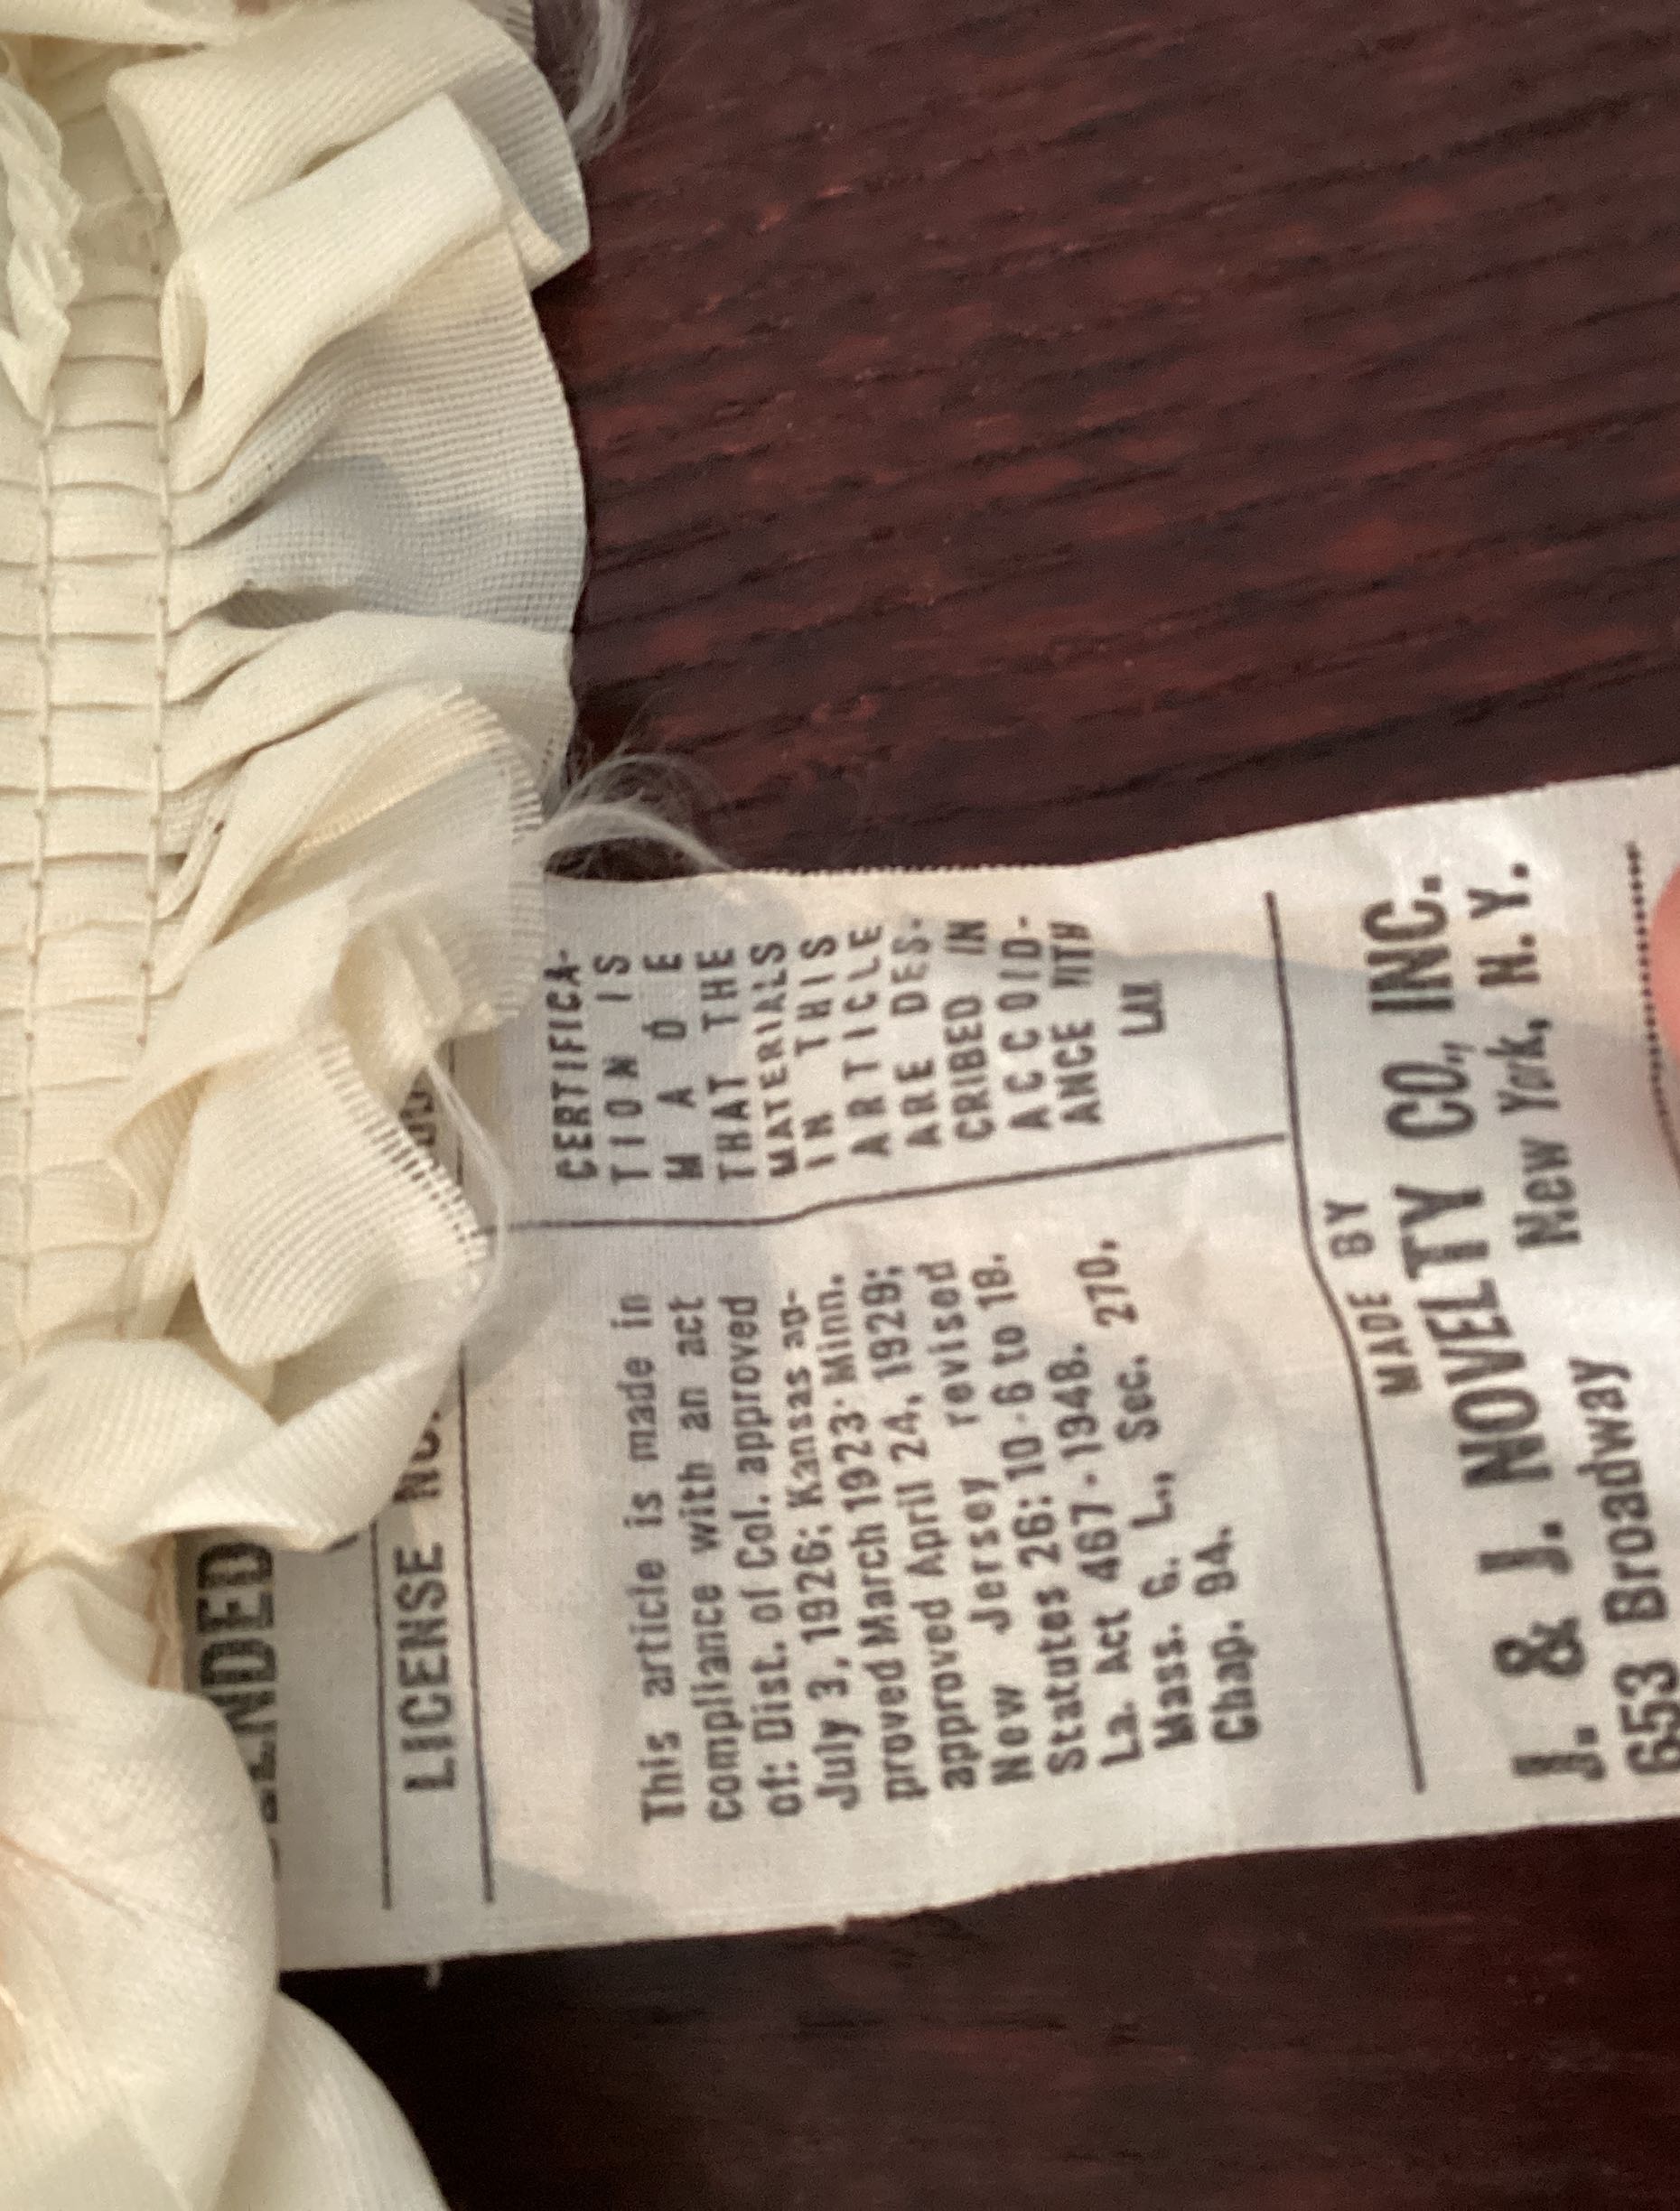 LICENSE NO.
This article is made in
compliance with an act
of: Dist. of Col. approved
July 3, 1926; Kansas ap-
proved March 1923· Minn.
approved April 24, 1929;
New Jersey revised
Statutes 26: 10-6 to 18.
La. Act 467-1948.
Mass. G. L., Sec. 270,
Chap. 94.
CERTIFICA-
TION IS
MADE
THAT THE
MATERIALS
IN THIS
ARTICLE
ARE DES-
CRIBED IN
ACCOID-
ANCE WITH
LAW
MADE BY
J. & J. NOVELTY CO., INC.
653 Broadway New York, N.Y.